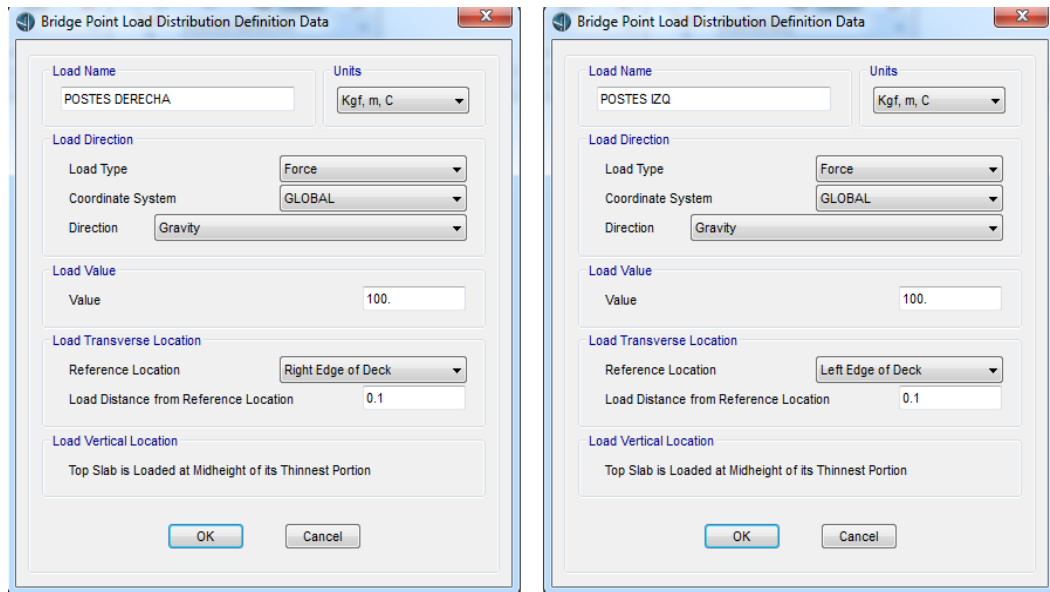 Bridge Point Load Distribution Definition Data
Load Name
Units
POSTES DERECHA
Kgf, m, C
Load Direction
Load Type
Force
Coordinate System
GLOBAL
Direction
Gravity
Load Value
Value
100.
Load Transverse Location
Reference Location
Right Edge of Deck
Load Distance from Reference Location
0.1
Load Vertical Location
Top Slab is Loaded at Midheight of its Thinnest Portion
OK
Cancel
Bridge Point Load Distribution Definition Data
Load Name
Units
POSTES IZQ
Kgf, m, C
Load Direction
Load Type
Force
Coordinate System
GLOBAL
Direction
Gravity
Load Value
Value
100.
Load Transverse Location
Reference Location
Left Edge of Deck
Load Distance from Reference Location
0.1
Load Vertical Location
Top Slab is Loaded at Midheight of its Thinnest Portion
OK
Cancel